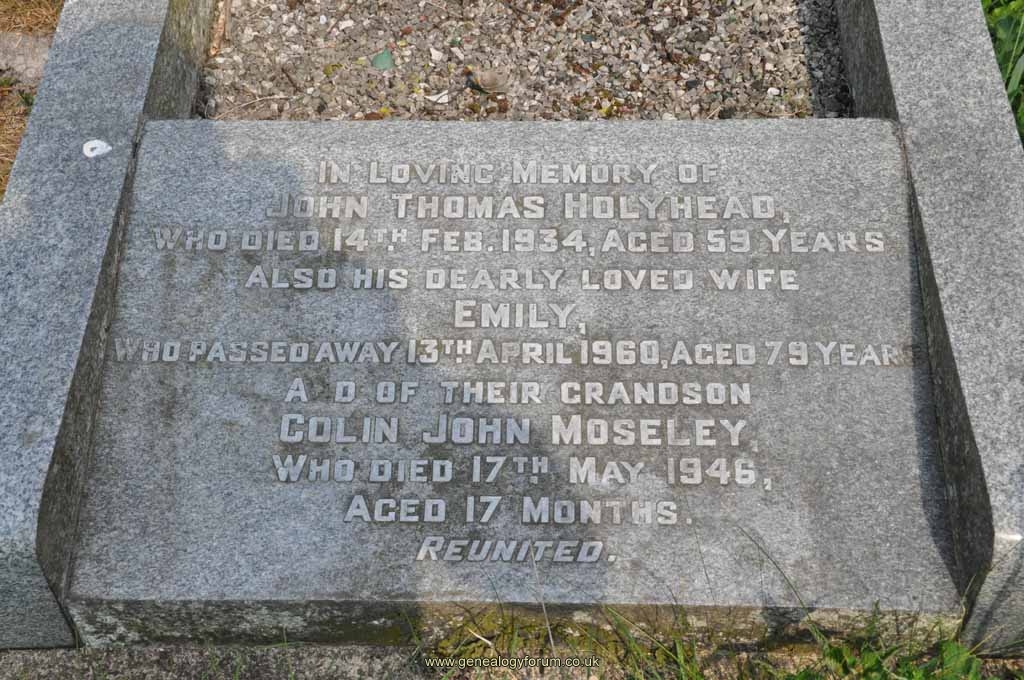 In Loving Memory of
John Thomas Holyhead,
Who died 14TH Feb. 1934, Aged 59 Years
Also his dearly loved wife
Emily,
Who passed away 13TH April 1960, Aged 79 Year
A D of their grandson
Colin John Moseley,
Who died 17TH May 1946,
Aged 17 Months.
Reunited.
www.genealogyforum.co.uk